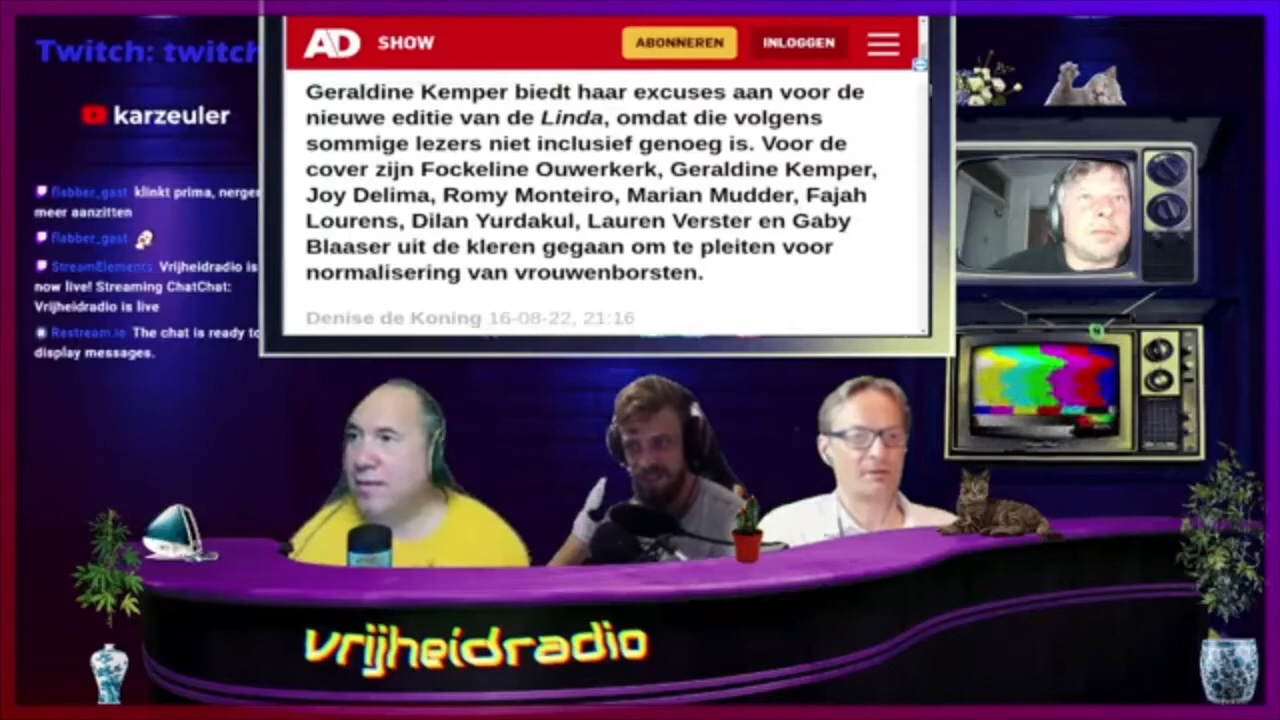 Twitch: twitch
karzeuler
AD SHOW ABONNEREN INLOGGEN
Geraldine Kemper biedt haar excuses aan voor de
nieuwe editie van de Linda, omdat die volgens
sommige lezers niet inclusief genoeg is. Voor de
cover zijn Fockeline Ouwerkerk, Geraldine Kemper,
Joy Delima, Romy Monteiro, Marian Mudder, Fajah
Lourens, Dilan Yurdakul, Lauren Verster en Gaby
Blaaser uit de kleren gegaan om te pleiten voor
normalisering van vrouwenborsten.
Denise de Koning 16-08-22, 21:16
flabber_gast klinkt prima, nerge
meer aanzitten
flabber_gast
StreamElements Vrijheidradio is
now live! Streaming ChatChat:
Vrijheidradio is live
Restream.io The chat is ready to
display messages.
vrijheidradio